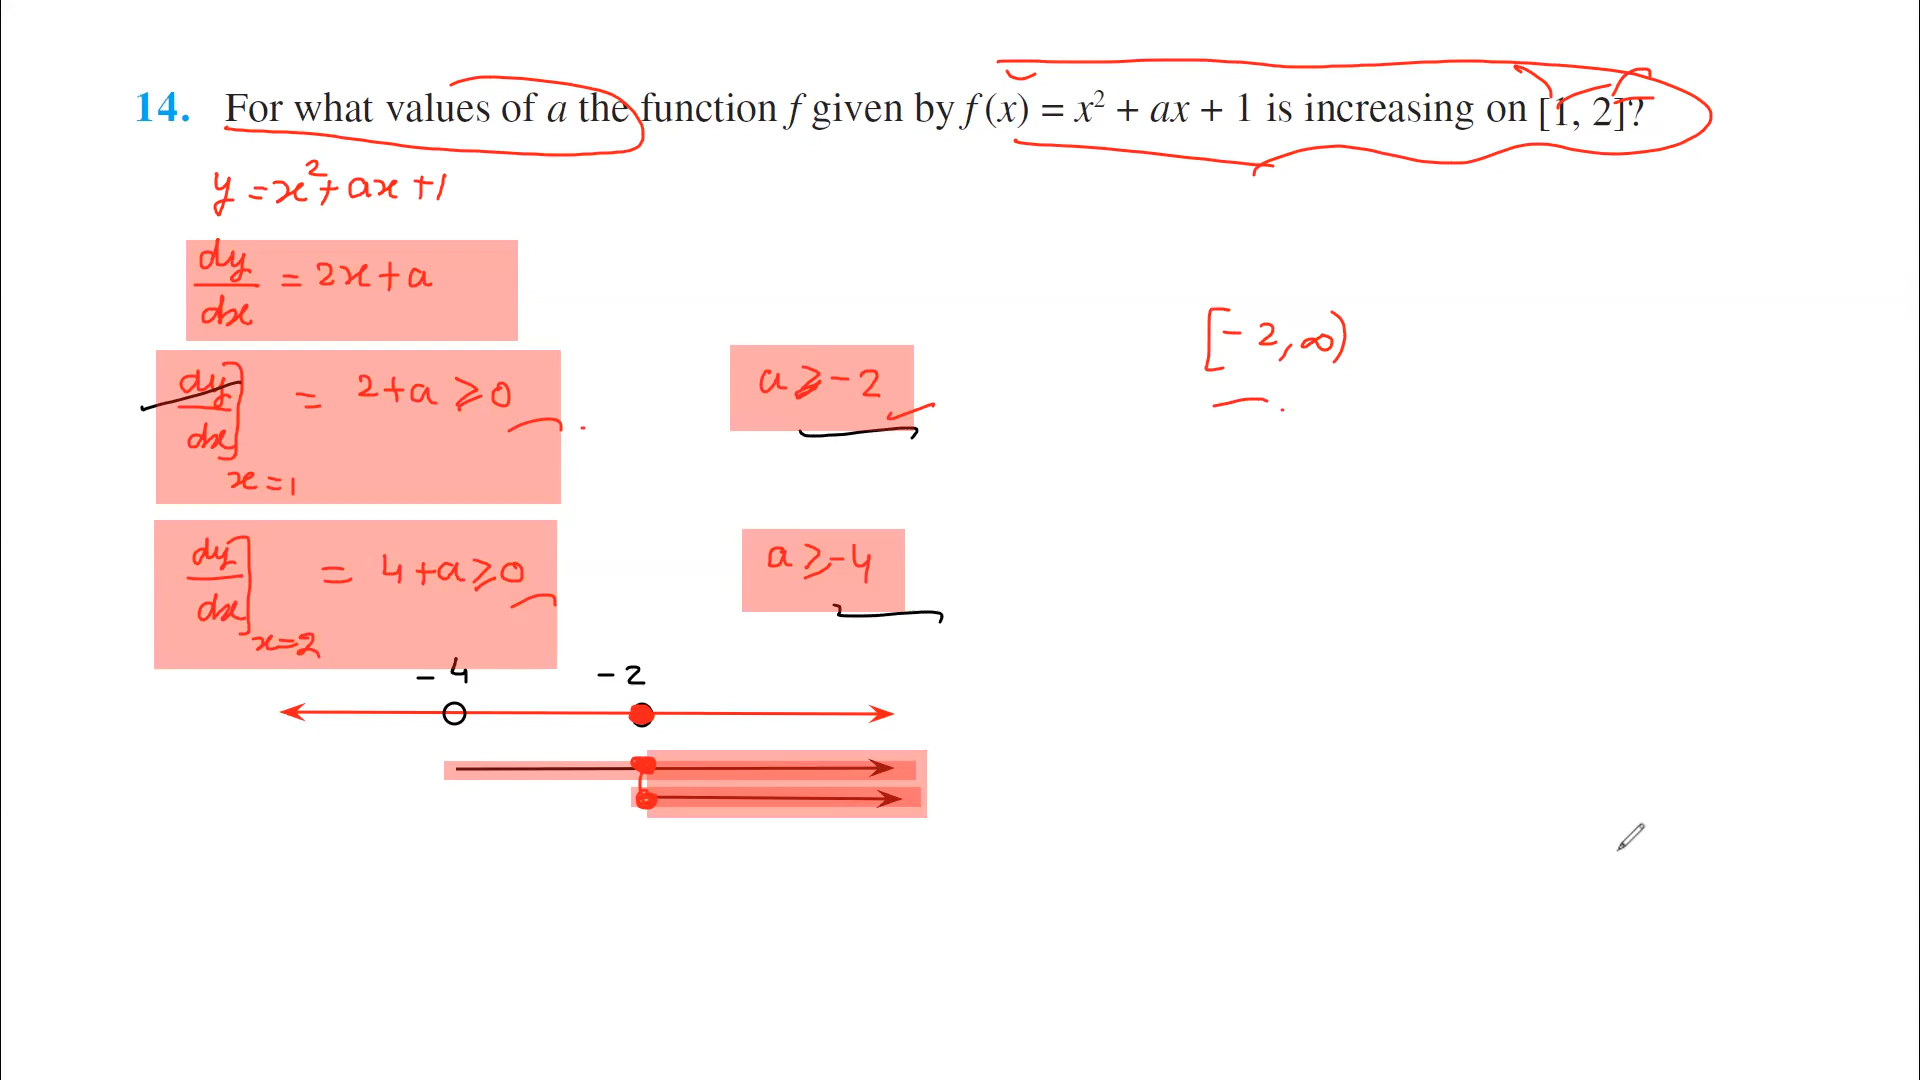 14. For what values of a the function f given by f (x) = x² + ax + 1 is increasing on [1, 2]?
y = x² + ax + 1
dy/dx = 2x + a
[-2, ∞)
dy/dx]x=1 = 2 + a ≥ 0
a ≥ -2
dy/dx]x=2 = 4 + a ≥ 0
a ≥ -4
-4 -2